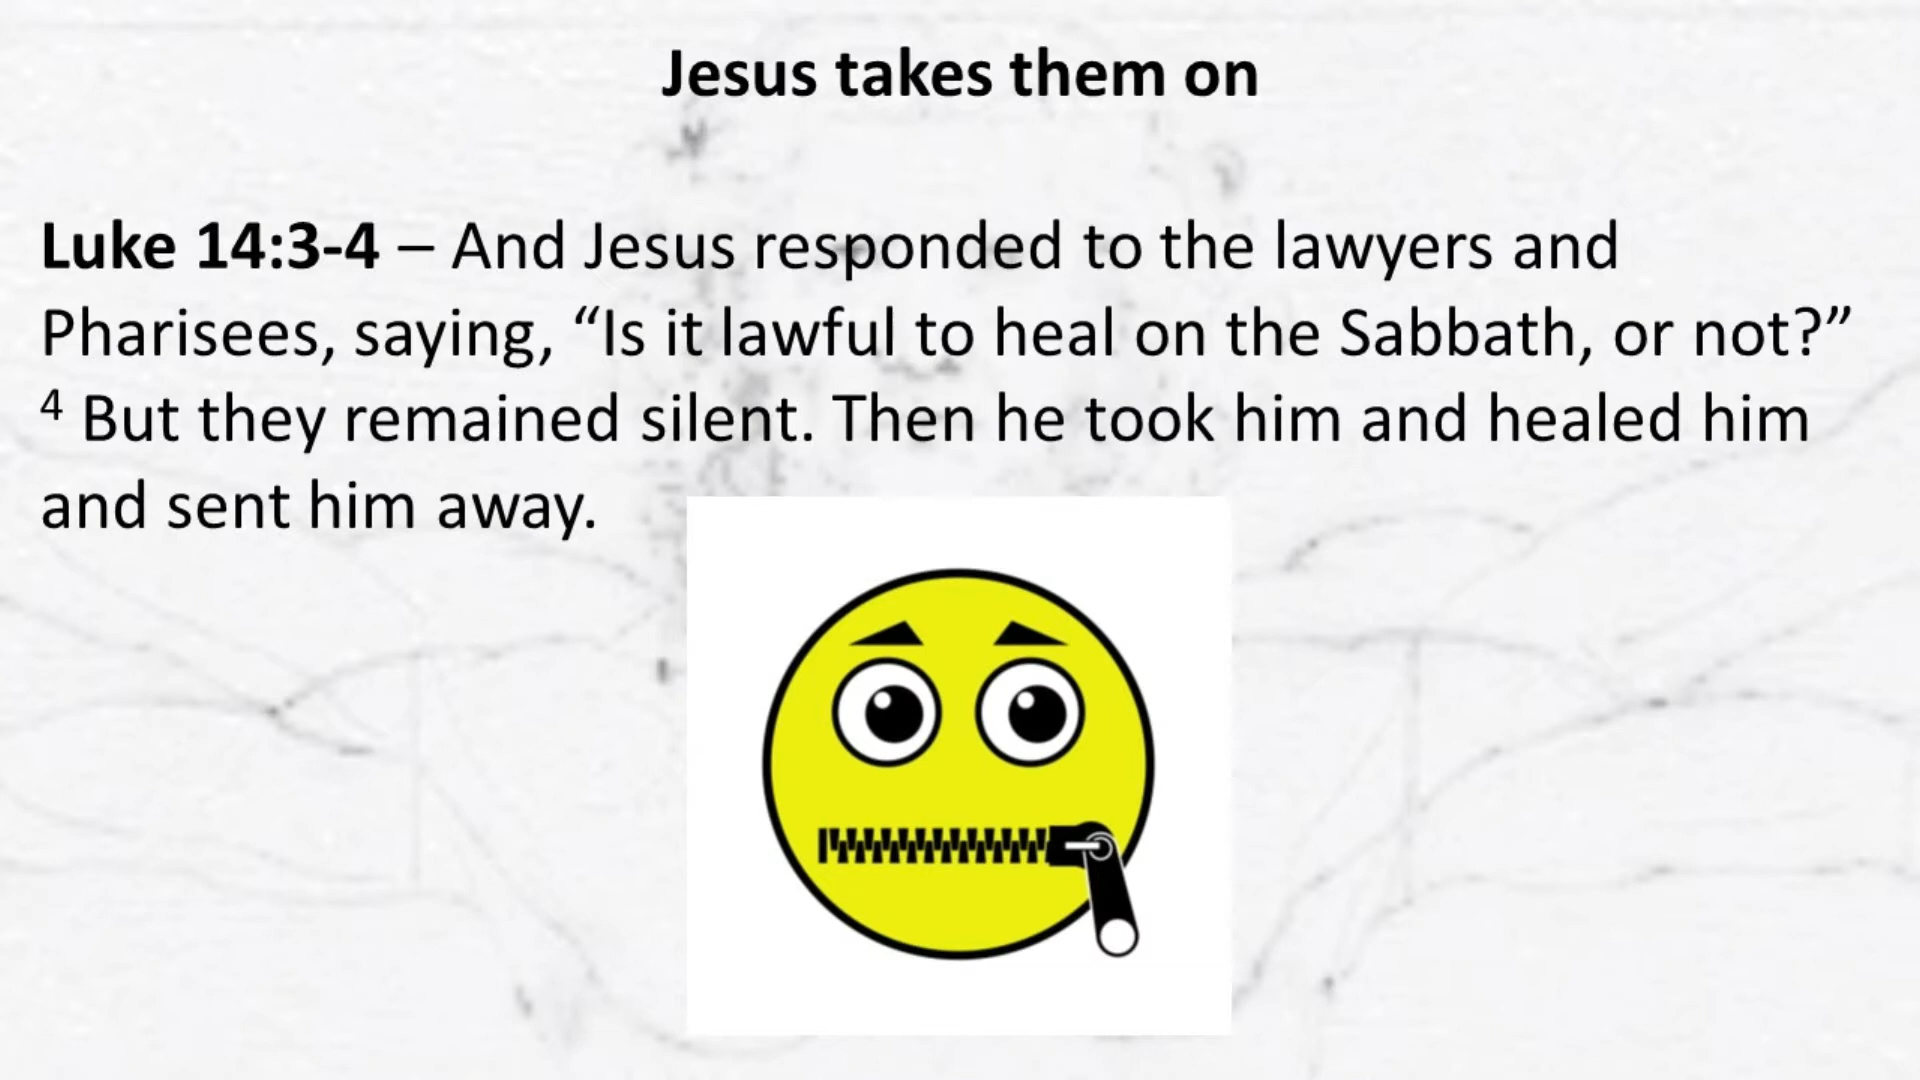 Jesus takes them on
Luke 14:3-4 – And Jesus responded to the lawyers and
Pharisees, saying, “Is it lawful to heal on the Sabbath, or not?”
4 But they remained silent. Then he took him and healed him
and sent him away.